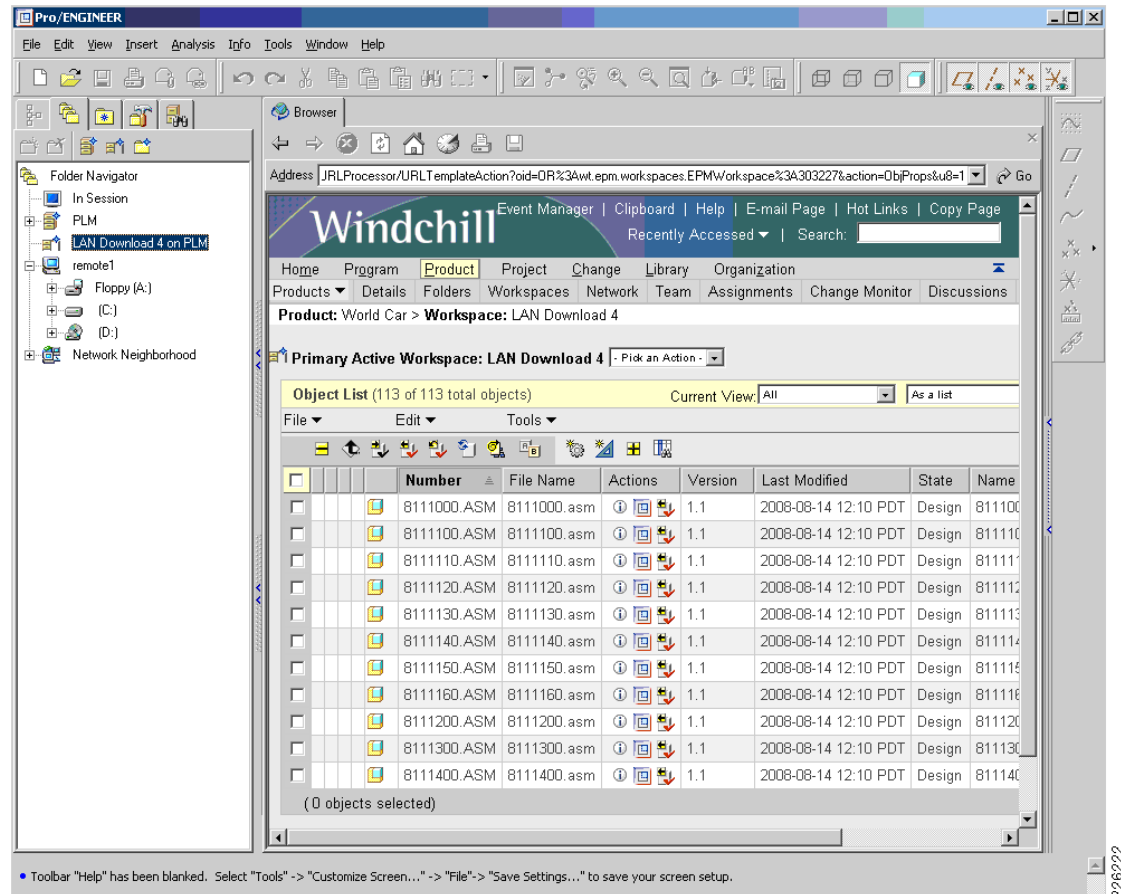 Pro/ENGINEER
File Edit View Insert Analysis Info Tools Window Help
Browser
Address JRLProcessor/URLTemplateAction?oid=OR%3Awt.epm.workspaces.EPMWorkspace%3A303227&action=ObjProps&u8=1 Go
Folder Navigator
In Session
PLM
LAN Download 4 on PLM
remote1
Floppy (A:)
(C:)
(D:)
Network Neighborhood
Windchill
Event Manager | Clipboard | Help | E-mail Page | Hot Links | Copy Page
Recently Accessed | Search:
Home Program Product Project Change Library Organization
Products Details Folders Workspaces Network Team Assignments Change Monitor Discussions
Product: World Car > Workspace: LAN Download 4
Primary Active Workspace: LAN Download 4 - Pick an Action -
Object List (113 of 113 total objects) Current View: All As a list
File Edit Tools
Number File Name Actions Version Last Modified State Name
8111000.ASM 8111000.asm 1.1 2008-08-14 12:10 PDT Design 811100
8111100.ASM 8111100.asm 1.1 2008-08-14 12:10 PDT Design 811110
8111110.ASM 8111110.asm 1.1 2008-08-14 12:10 PDT Design 811111
8111120.ASM 8111120.asm 1.1 2008-08-14 12:10 PDT Design 811112
8111130.ASM 8111130.asm 1.1 2008-08-14 12:10 PDT Design 811113
8111140.ASM 8111140.asm 1.1 2008-08-14 12:10 PDT Design 811114
8111150.ASM 8111150.asm 1.1 2008-08-14 12:10 PDT Design 811115
8111160.ASM 8111160.asm 1.1 2008-08-14 12:10 PDT Design 811116
8111200.ASM 8111200.asm 1.1 2008-08-14 12:10 PDT Design 811120
8111300.ASM 8111300.asm 1.1 2008-08-14 12:10 PDT Design 811130
8111400.ASM 8111400.asm 1.1 2008-08-14 12:10 PDT Design 811140
(0 objects selected)
Toolbar "Help" has been blanked. Select "Tools" -> "Customize Screen..." -> "File"-> "Save Settings..." to save your screen setup.
226222